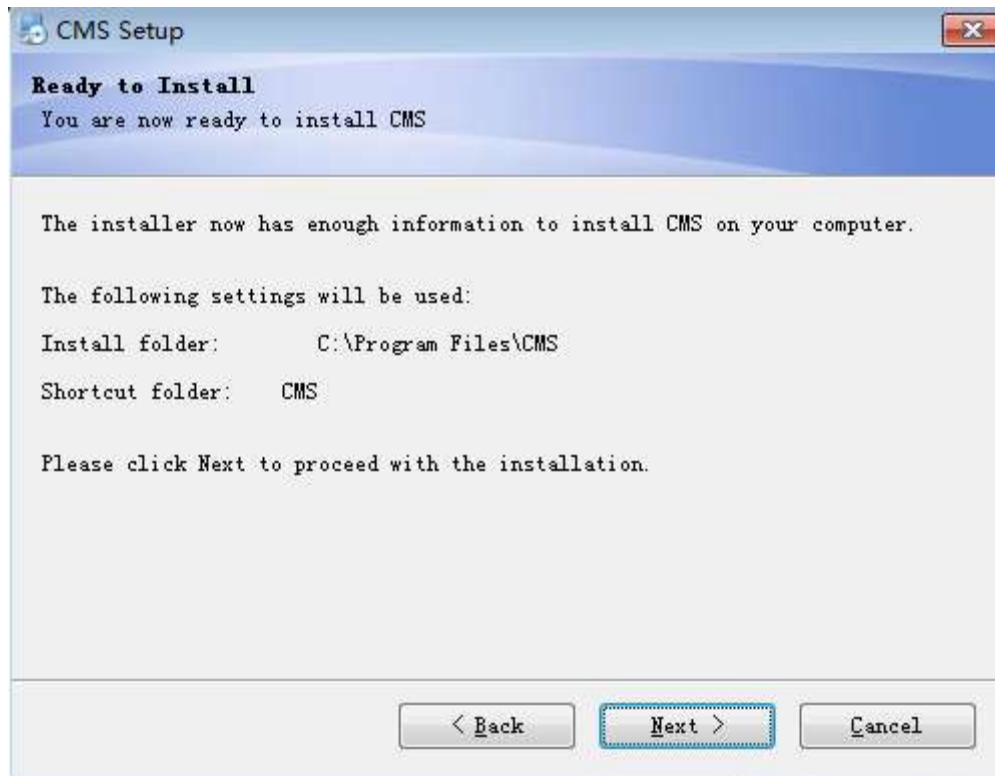 CMS Setup
Ready to Install
You are now ready to install CMS
The installer now has enough information to install CMS on your computer.
The following settings will be used:
Install folder: C:\Program Files\CMS
Shortcut folder: CMS
Please click Next to proceed with the installation.
< Back Next > Cancel